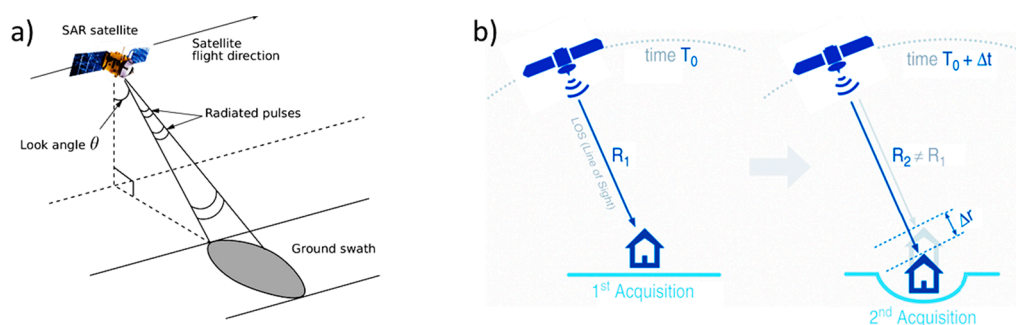 a)
SAR satellite
Satellite
flight direction
Radiated pulses
Look angle θ
Ground swath
b)
time T₀
LOS (Line of Sight)
R₁
1ˢᵗ Acquisition
time T₀ + Δt
R₂ ≠ R₁
Δr
2ⁿᵈ Acquisition